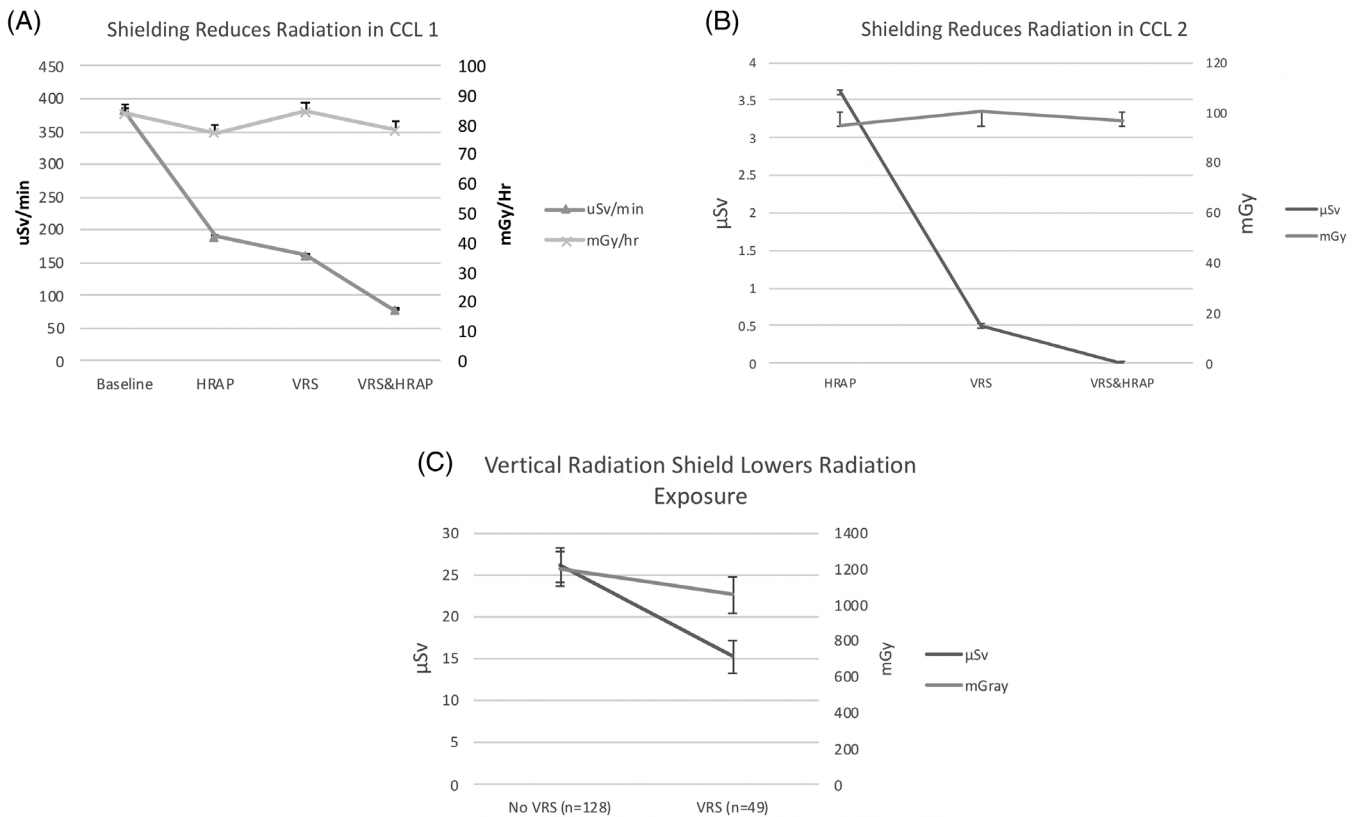 (A)
Shielding Reduces Radiation in CCL 1
450
400
350
300
250
200
150
100
50
0
uSv/min
100
90
80
70
60
50
40
30
20
10
0
mGy/Hr
Baseline
HRAP
VRS
VRS&HRAP
uSv/min
mGy/hr
(B)
Shielding Reduces Radiation in CCL 2
4
3.5
3
2.5
2
1.5
1
0.5
0
µSv
120
100
80
60
40
20
0
mGy
HRAP
VRS
VRS&HRAP
µSv
mGy
(C)
Vertical Radiation Shield Lowers Radiation
Exposure
30
25
20
15
10
5
0
µSv
1400
1200
1000
800
600
400
200
0
mGy
No VRS (n=128)
VRS (n=49)
µSv
mGray